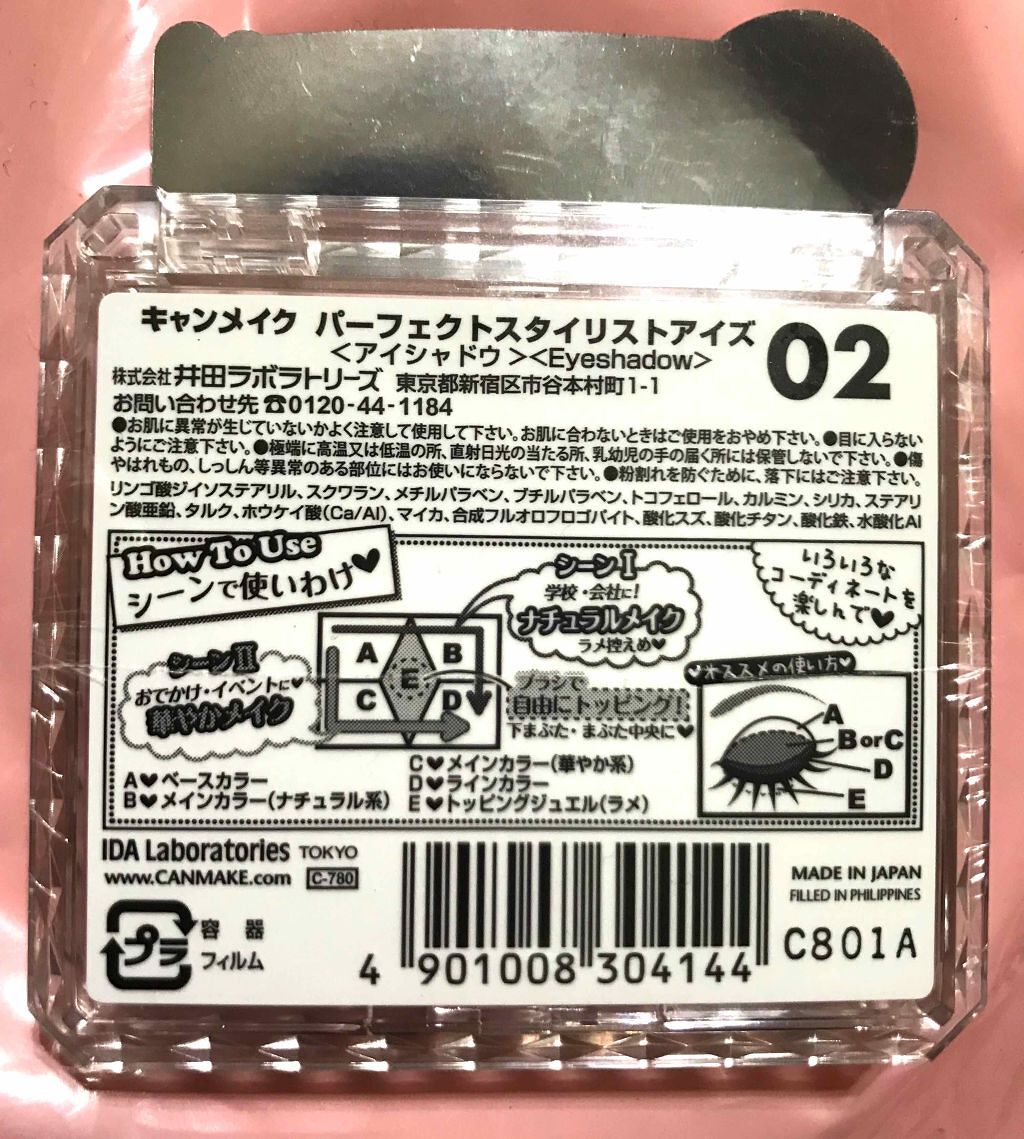 キャンメイク パーフェクトスタイリストアイズ
＜アイシャドウ＞＜Eyeshadow＞
02
株式会社 井田ラボラトリーズ 東京都新宿区市谷本村町1-1
お問い合わせ先☎0120-44-1184
●お肌に異常が生じていないかよく注意して使用して下さい。お肌に合わないときはご使用をおやめ下さい。●目に入らない
ようにご注意下さい。●極端に高温又は低温の所、直射日光の当たる所、乳幼児の手の届く所には保管しないで下さい。●傷
やはれもの、しっしん等異常のある部位にはお使いにならないで下さい。●粉割れを防ぐために、落下にはご注意下さい。
リンゴ酸ジイソステアリル、スクワラン、メチルパラベン、ブチルパラベン、トコフェロール、カルミン、シリカ、ステアリ
ン酸亜鉛、タルク、ホウケイ酸(Ca/Al)、マイカ、合成フルオロフロゴパイト、酸化スズ、酸化チタン、酸化鉄、水酸化Al
How To Use
シーンで使いわけ♥
シーンI
学校・会社に!
ナチュラルメイク
ラメ控えめ♥
いろいろな
コーディネートを
楽しんで♥
シーンII
おでかけ・イベントに♥
華やかメイク
A B
E
C D
ブラシで
自由にトッピング!
下まぶた・まぶた中央に♥
♥オススメの使い方♥
A
B or C
D
E
A♥ベースカラー
B♥メインカラー(ナチュラル系)
C♥メインカラー(華やか系)
D♥ラインカラー
E♥トッピングジュエル(ラメ)
IDA Laboratories TOKYO
www.CANMAKE.com C-780
プラ
容器
フィルム
4 901008 304144
MADE IN JAPAN
FILLED IN PHILIPPINES
C801A